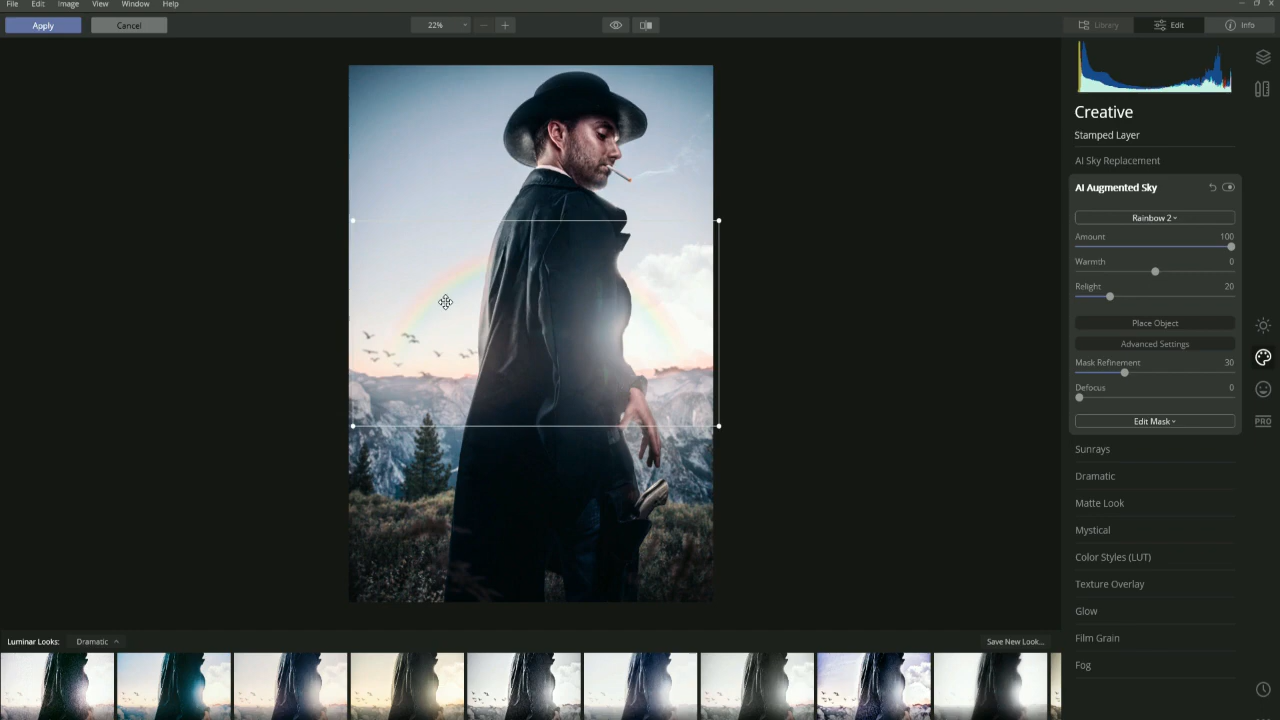 File Edit Image View Window Help
Apply Cancel 22% Library Edit Info
Creative
Stamped Layer
AI Sky Replacement
AI Augmented Sky
Rainbow 2
Amount 100
Warmth 0
Relight 20
Place Object
Advanced Settings
Mask Refinement 30
Defocus 0
Edit Mask
Sunrays
Dramatic
Matte Look
Mystical
Color Styles (LUT)
Texture Overlay
Glow
Film Grain
Fog
PRO
Luminar Looks: Dramatic Save New Look...